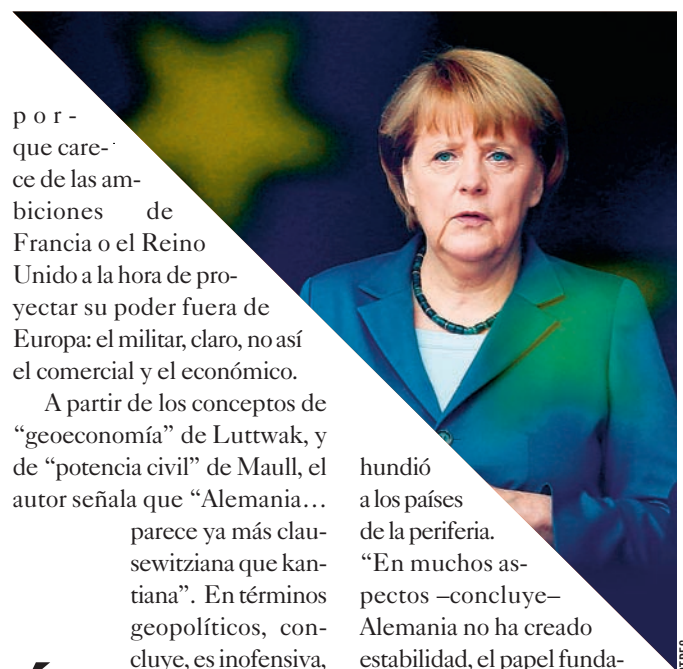 p o r -
que care-
ce de las am-
biciones de
Francia o el Reino
Unido a la hora de pro-
yectar su poder fuera de
Europa: el militar, claro, no así
el comercial y el económico.
A partir de los conceptos de
“geoeconomía” de Luttwak, y
de “potencia civil” de Maull, el
autor señala que “Alemania…
parece ya más clau-
sewitziana que kan-
tiana”. En términos
geopolíticos, con-
cluye, es inofensiva,
hundió
a los países
de la periferia.
“En muchos as-
pectos –concluye–
Alemania no ha creado
estabilidad, el papel funda-